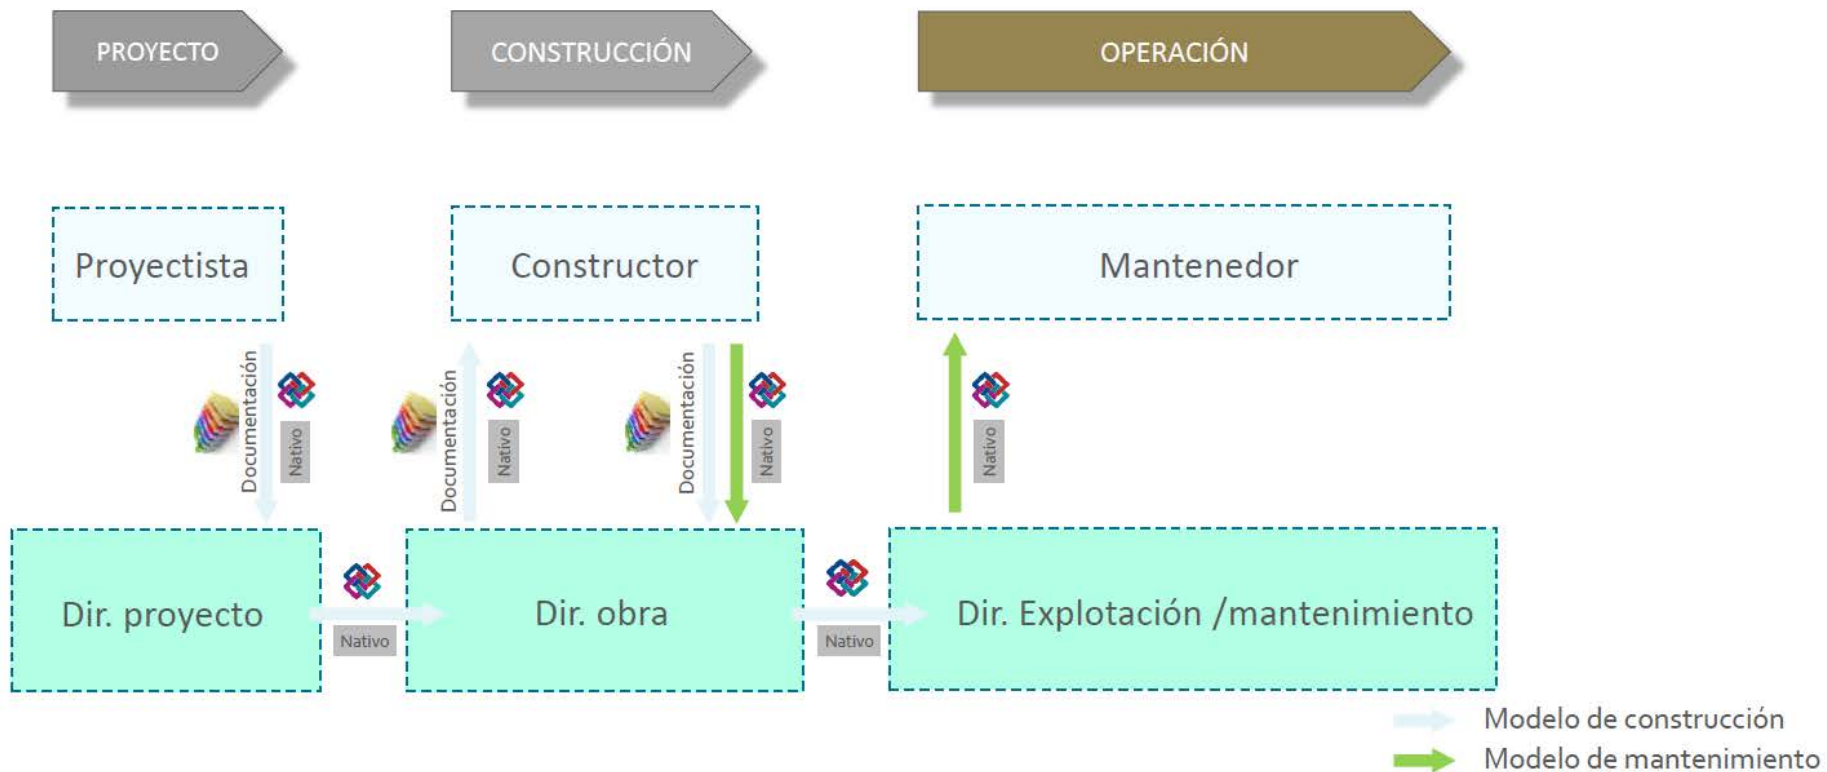 PROYECTO
CONSTRUCCIÓN
OPERACIÓN
Proyectista
Constructor
Mantenedor
Documentación
Nativo
Documentación
Nativo
Documentación
Nativo
Nativo
Dir. proyecto
Nativo
Dir. obra
Nativo
Dir. Explotación /mantenimiento
Modelo de construcción
Modelo de mantenimiento